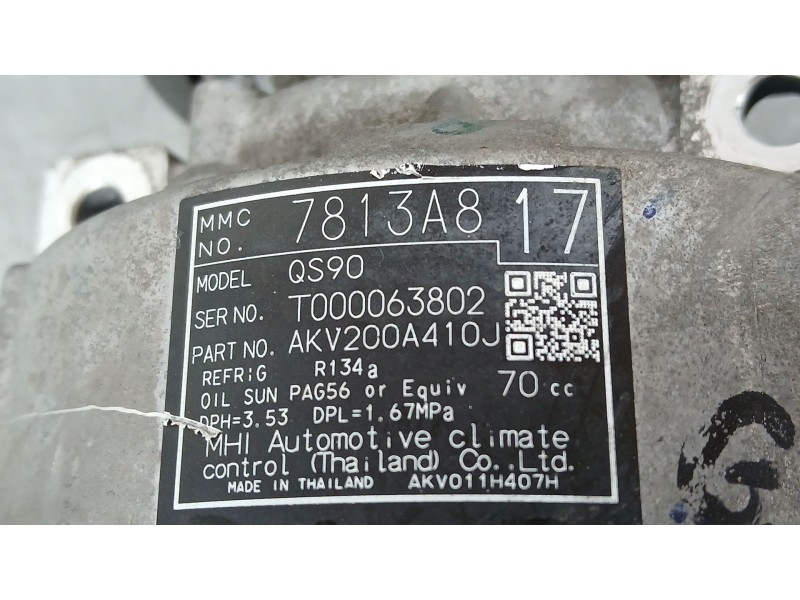 MMC NO. 7813A8 17
MODEL QS90
SER NO. T000063802
PART NO. AKV200A410J
REFRIG R134a
OIL SUN PAG56 or Equiv 70 cc
DPH=3.53 DPL=1.67MPa
MHI Automotive climate
control (Thailand) Co.,Ltd.
MADE IN THAILAND AKV011H407H